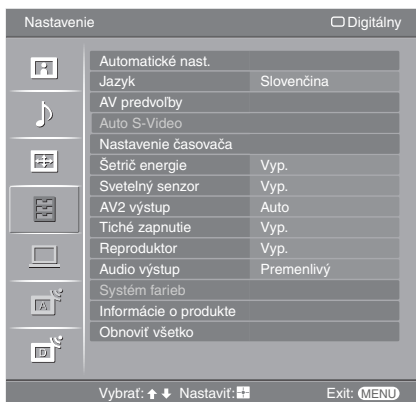 Nastavenie Digitálny
Automatické nast.
Jazyk Slovenčina
AV predvoľby
Auto S-Video
Nastavenie časovača
Šetrič energie Vyp.
Svetelný senzor Vyp.
AV2 výstup Auto
Tiché zapnutie Vyp.
Reproduktor Vyp.
Audio výstup Premenlivý
Systém farieb
Informácie o produkte
Obnoviť všetko
A
D
Vybrať: Nastaviť: Exit: MENU